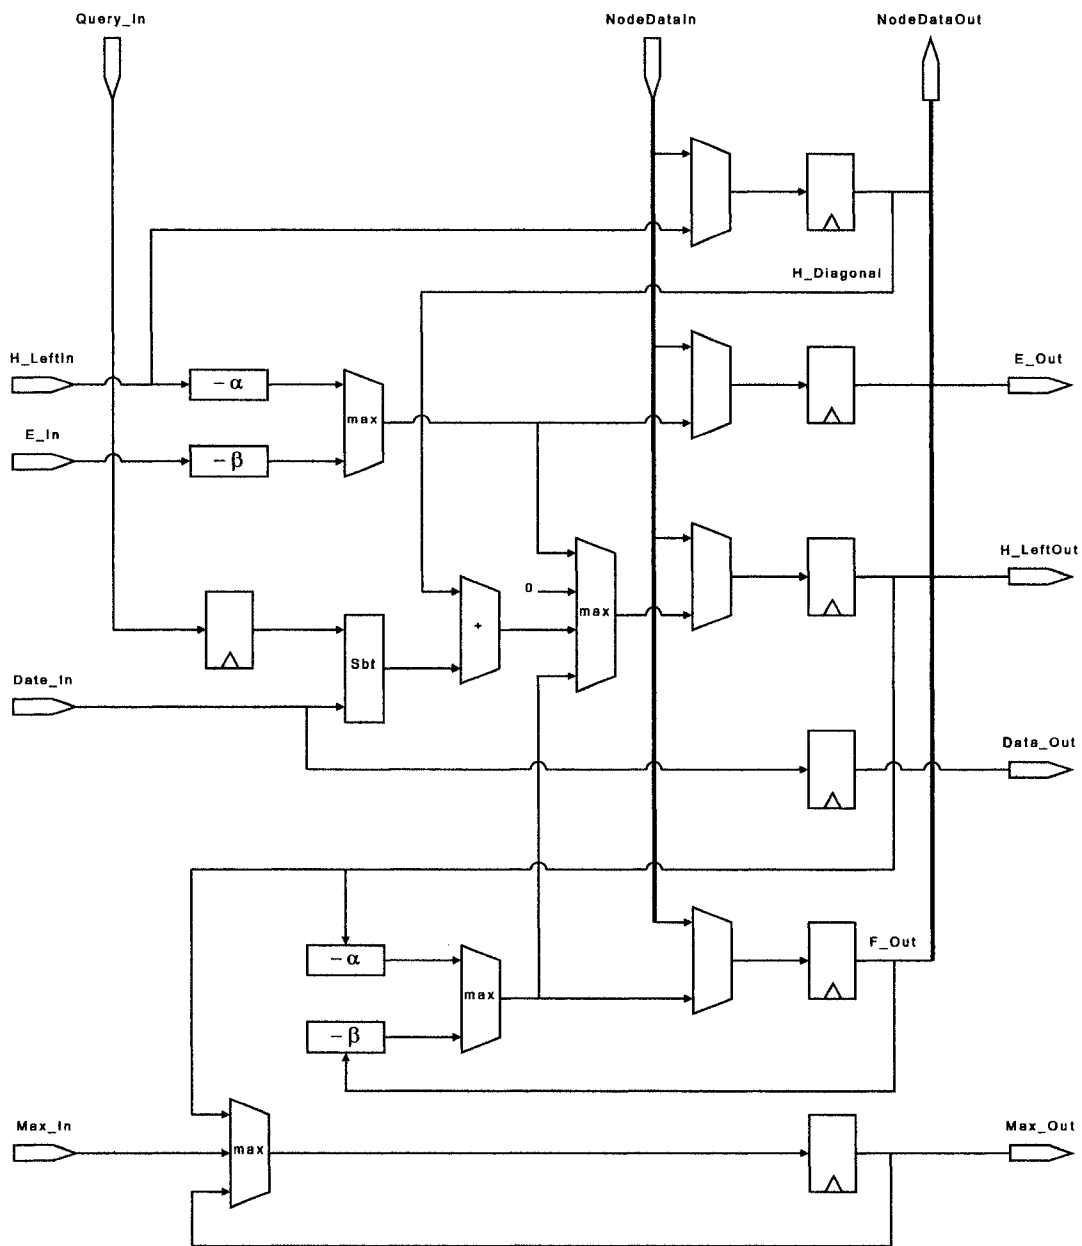 Query_In
NodeDataIn
NodeDataOut
H_Diagonal
H_LeftIn
− α
max
E_Out
E_In
− β
H_LeftOut
0
max
+
Sbt
Date_In
Data_Out
F_Out
− α
max
− β
Max_In
max
Max_Out